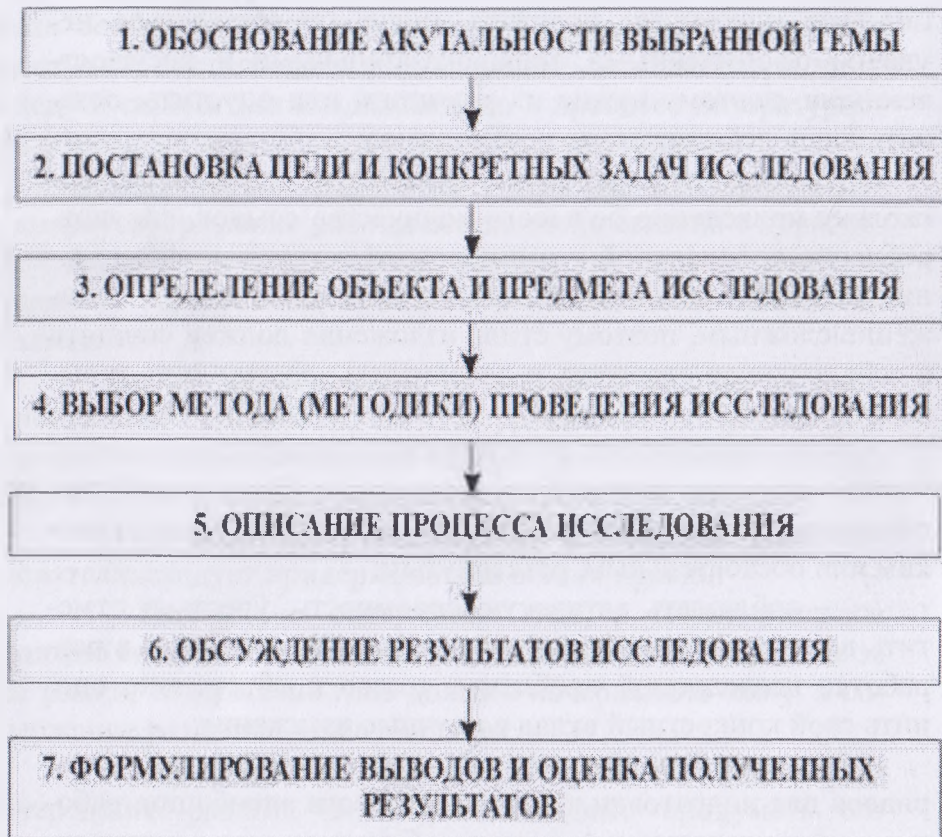 1. ОБОСНОВАНИЕ АКУТАЛЬНОСТИ ВЫБРАННОЙ ТЕМЫ
2. ПОСТАНОВКА ЦЕЛИ И КОНКРЕТНЫХ ЗАДАЧ ИССЛЕДОВАНИЯ
3. ОПРЕДЕЛЕНИЕ ОБЪЕКТА И ПРЕДМЕТА ИССЛЕДОВАНИЯ
4. ВЫБОР МЕТОДА (МЕТОДИКИ) ПРОВЕДЕНИЯ ИССЛЕДОВАНИЯ
5. ОПИСАНИЕ ПРОЦЕССА ИССЛЕДОВАНИЯ
6. ОБСУЖДЕНИЕ РЕЗУЛЬТАТОВ ИССЛЕДОВАНИЯ
7. ФОРМУЛИРОВАНИЕ ВЫВОДОВ И ОЦЕНКА ПОЛУЧЕННЫХ
РЕЗУЛЬТАТОВ